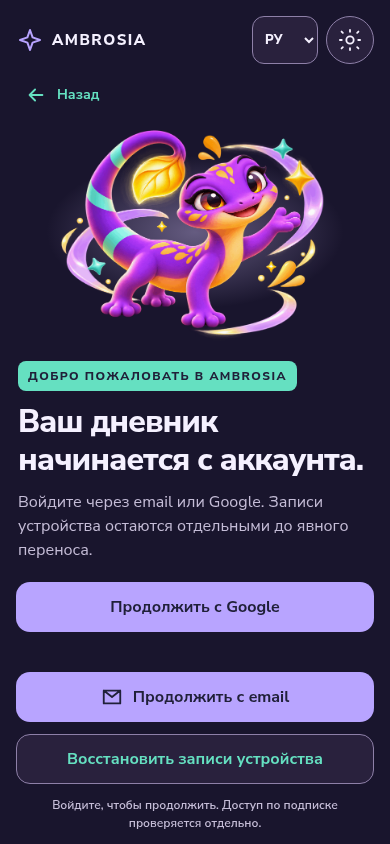 AMBROSIA
РУ
Назад
ДОБРО ПОЖАЛОВАТЬ В AMBROSIA
Ваш дневник
начинается с аккаунта.
Войдите через email или Google. Записи
устройства остаются отдельными до явного
переноса.
Продолжить с Google
Продолжить с email
Восстановить записи устройства
Войдите, чтобы продолжить. Доступ по подписке
проверяется отдельно.